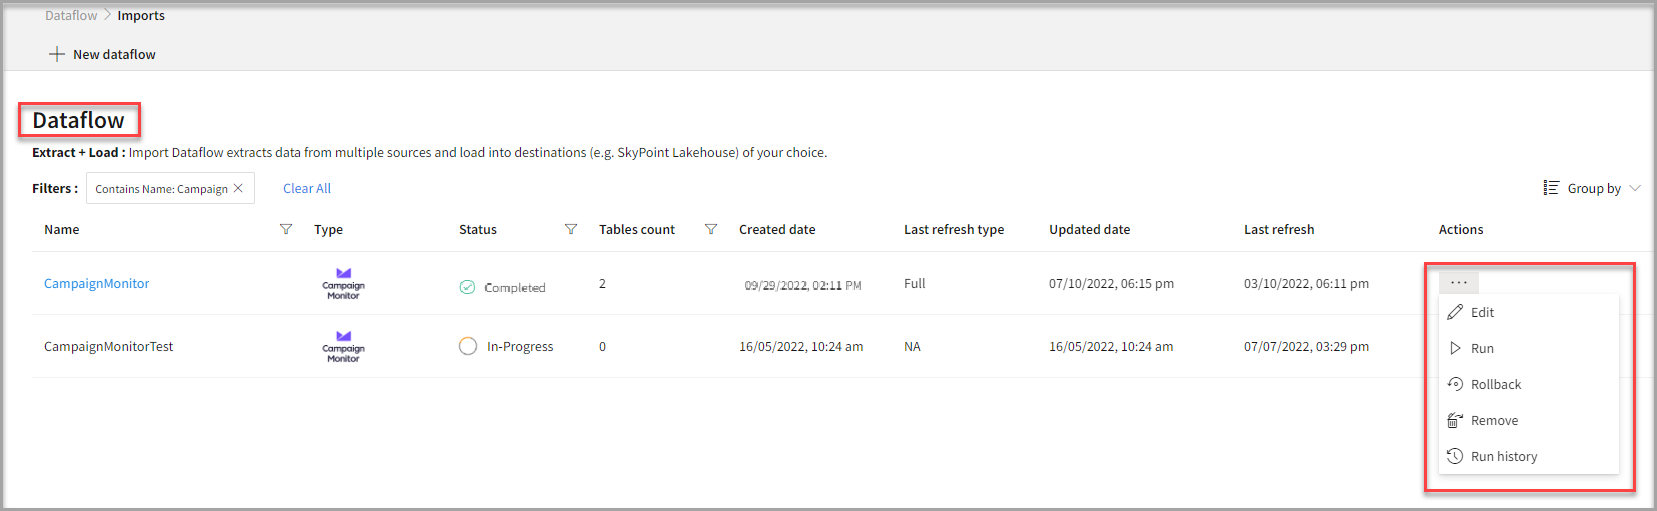 Dataflow > Imports
+ New dataflow
Dataflow
Extract + Load : Import Dataflow extracts data from multiple sources and load into destinations (e.g. SkyPoint Lakehouse) of your choice.
Filters : Contains Name: Campaign × Clear All Group by
Name Type Status Tables count Created date Last refresh type Updated date Last refresh Actions
CampaignMonitor Campaign Monitor Completed 2 09/29/2022, 02:11 PM Full 07/10/2022, 06:15 pm 03/10/2022, 06:11 pm ...
CampaignMonitorTest Campaign Monitor In-Progress 0 16/05/2022, 10:24 am NA 16/05/2022, 10:24 am 07/07/2022, 03:29 pm
Edit
Run
Rollback
Remove
Run history